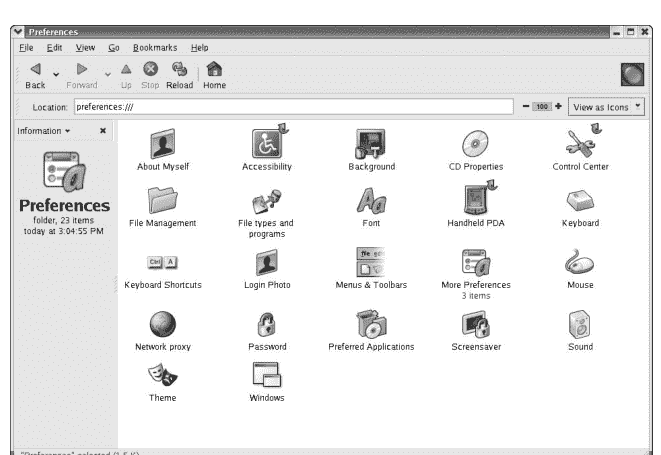 Preferences
File Edit View Go Bookmarks Help
Back Forward Up Stop Reload Home
Location: preferences:/// 100 View as Icons
Information
Preferences
folder, 23 items
today at 3:04:55 PM
About Myself Accessibility Background CD Properties Control Center
File Management File types and programs Font Handheld PDA Keyboard
Ctrl A
file
Keyboard Shortcuts Login Photo Menus & Toolbars More Preferences Mouse
3 items
Network proxy Password Preferred Applications Screensaver Sound
Theme Windows
"Preferences" selected